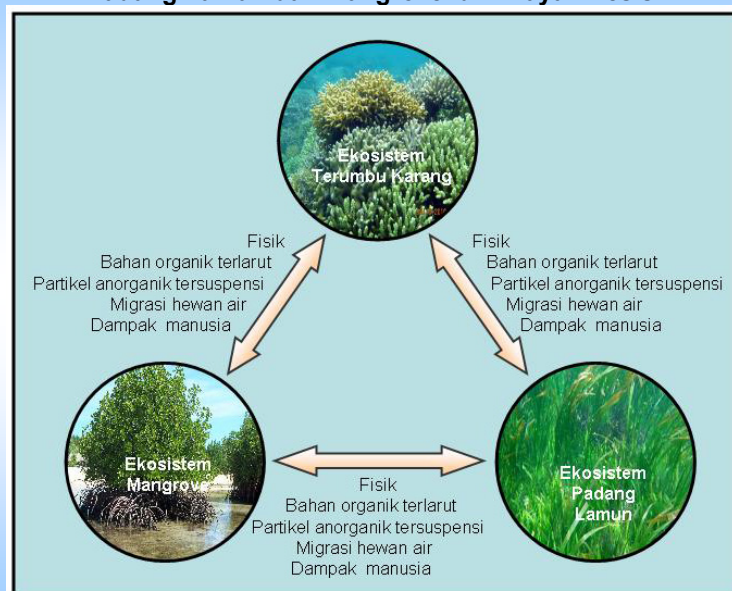 Ekosistem
Terumbu Karang
Fisik
Bahan organik terlarut
Partikel anorganik tersuspensi
Migrasi hewan air
Dampak manusia
Fisik
Bahan organik terlarut
Partikel anorganik tersuspensi
Migrasi hewan air
Dampak manusia
Ekosistem
Mangrove
Fisik
Bahan organik terlarut
Partikel anorganik tersuspensi
Migrasi hewan air
Dampak manusia
Ekosistem
Padang
Lamun